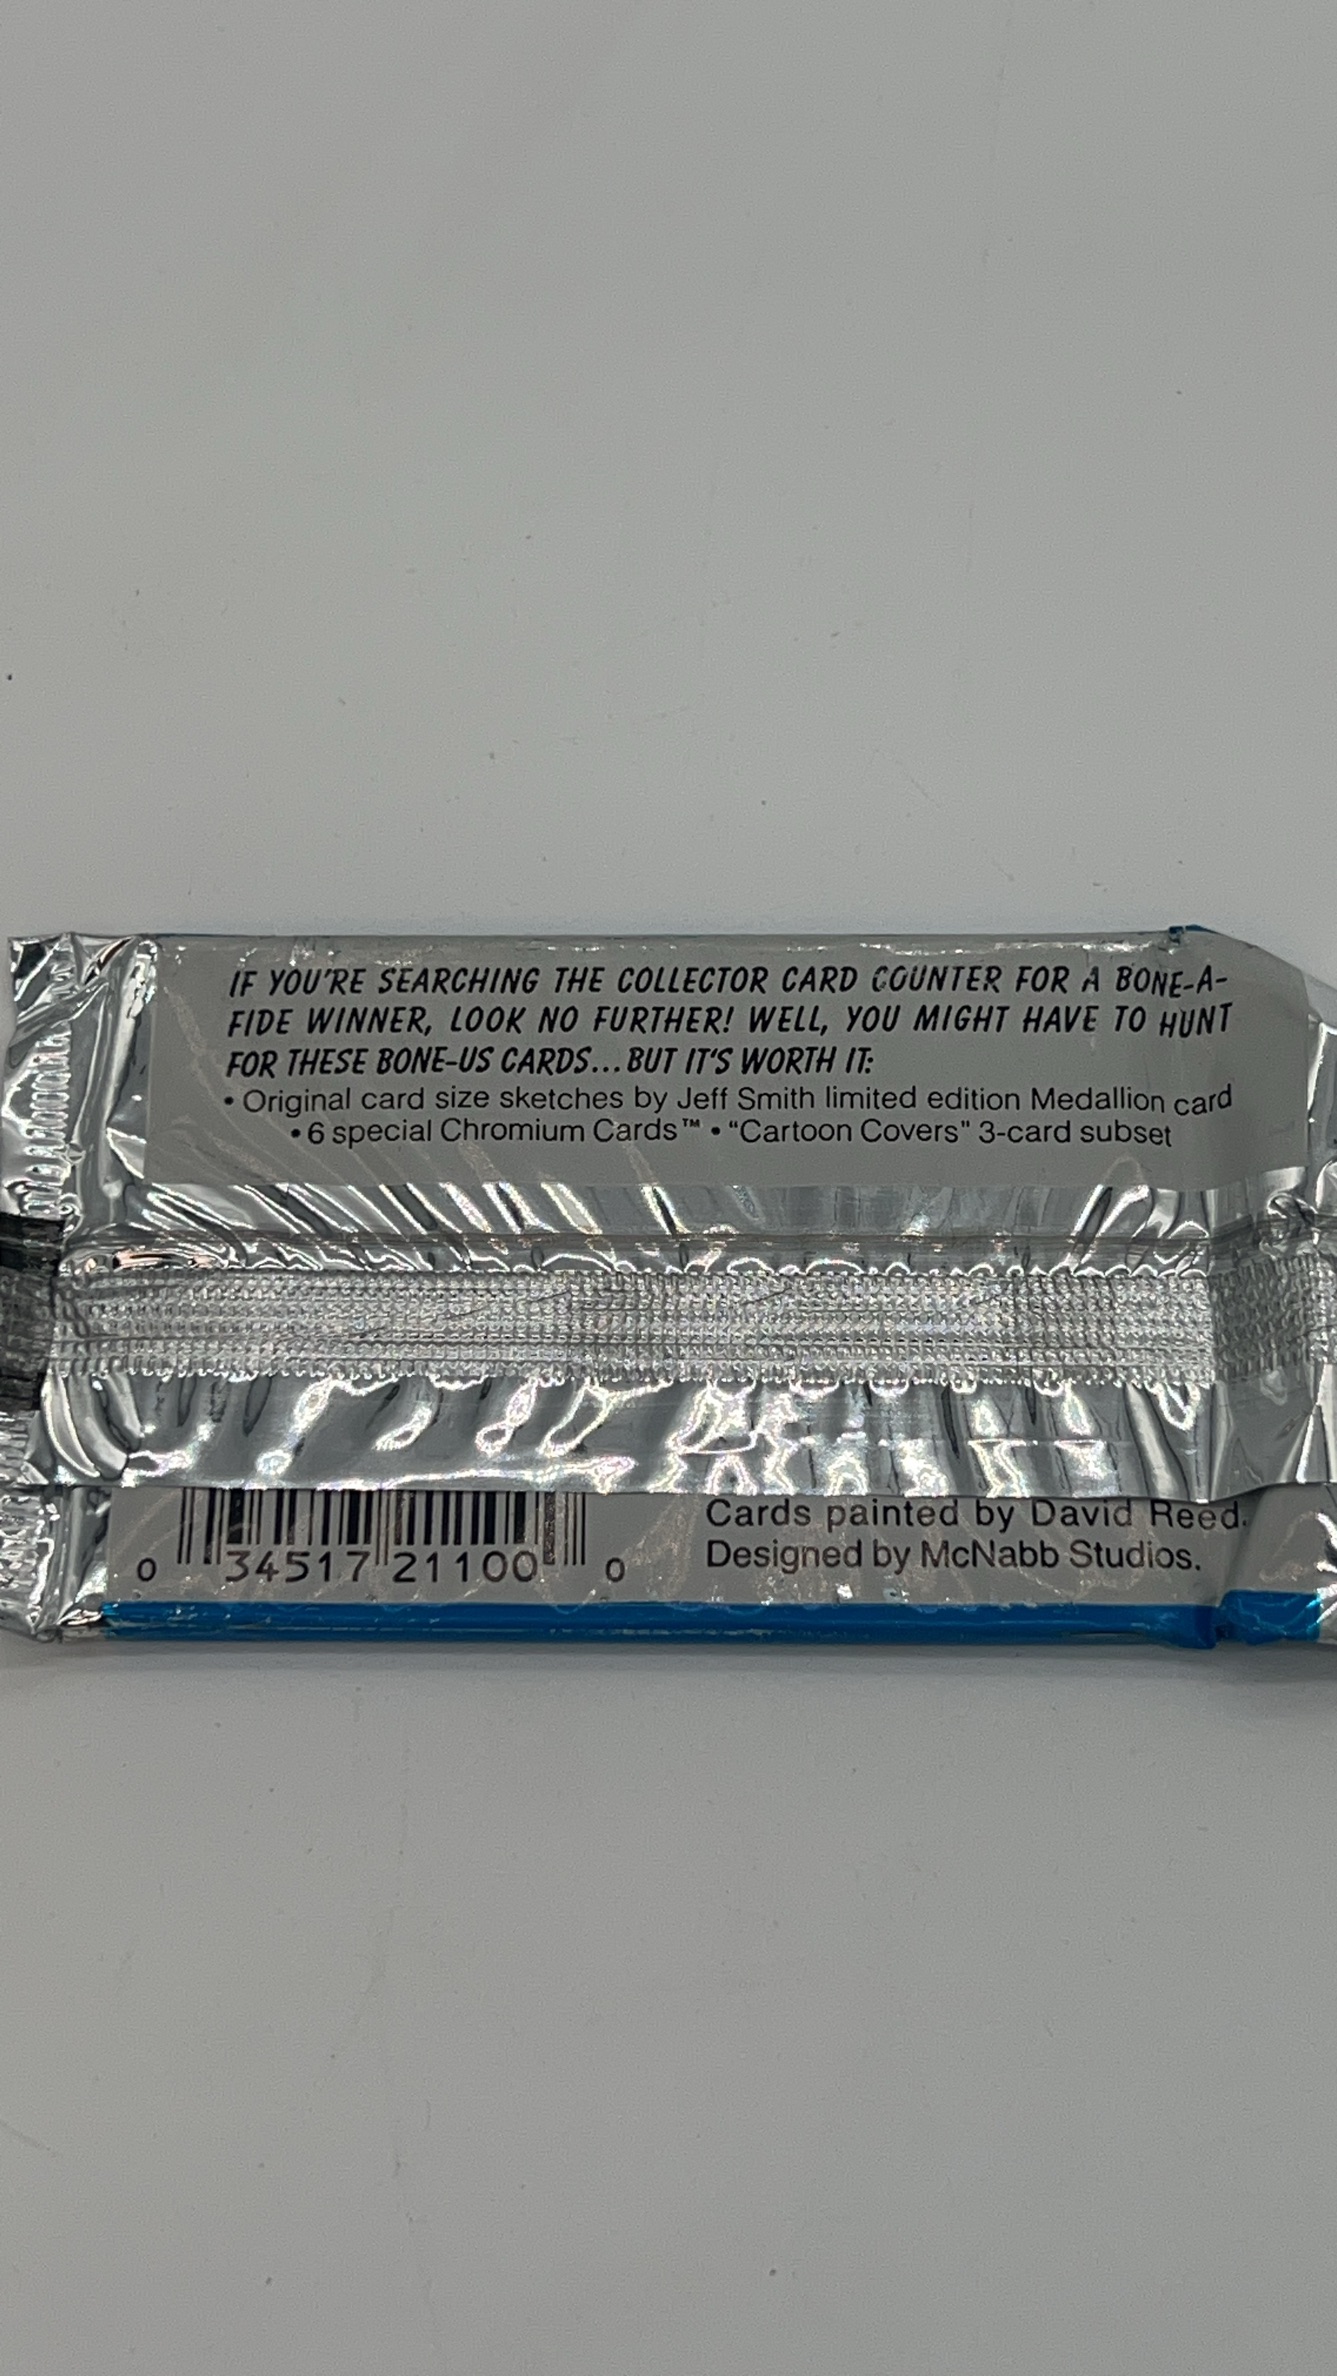 IF YOU'RE SEARCHING THE COLLECTOR CARD COUNTER FOR A BONE-A-
FIDE WINNER, LOOK NO FURTHER! WELL, YOU MIGHT HAVE TO HUNT
FOR THESE BONE-US CARDS...BUT IT'S WORTH IT:
• Original card size sketches by Jeff Smith limited edition Medallion card
• 6 special Chromium Cards™ • “Cartoon Covers” 3-card subset
Cards painted by David Reed.
Designed by McNabb Studios.
0 34517 21100 0